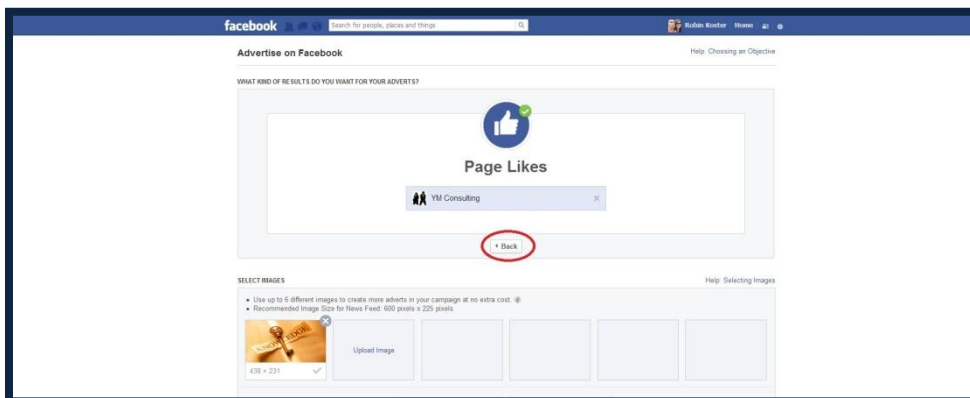 facebook
Search for people, places and things
Robin Koster Home
Advertise on Facebook
Help: Choosing an Objective
WHAT KIND OF RESULTS DO YOU WANT FOR YOUR ADVERTS?
Page Likes
YM Consulting
Back
SELECT IMAGES
Help: Selecting Images
Use up to 6 different images to create more adverts in your campaign at no extra cost.
Recommended Image Size for News Feed: 600 pixels x 225 pixels
KNOWLEDGE
Upload Image
438 × 231